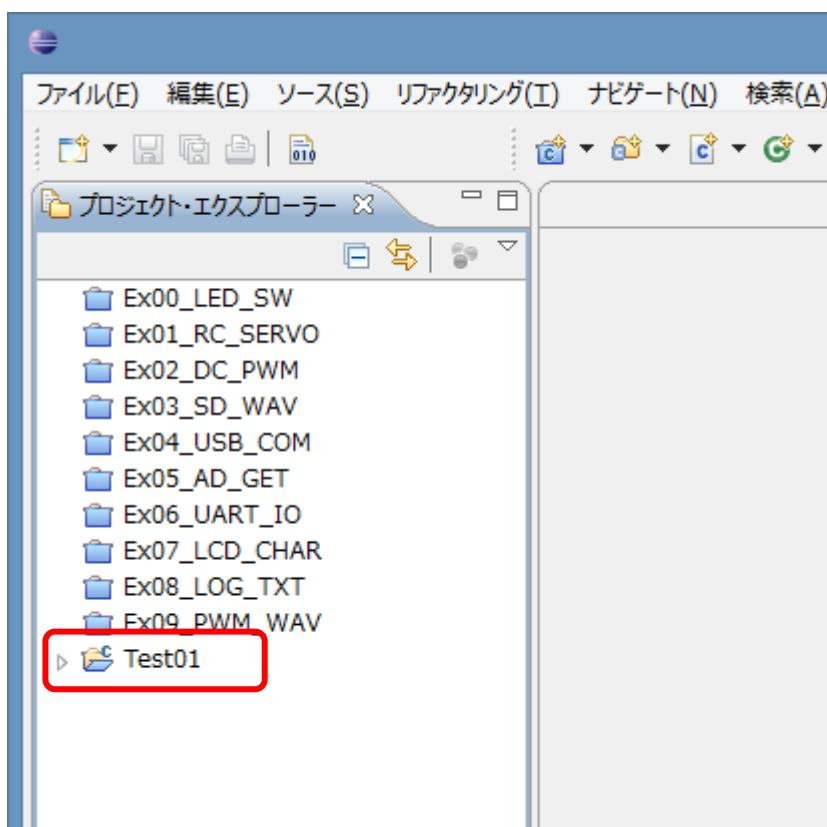 ファイル(F) 編集(E) ソース(S) リファクタリング(T) ナビゲート(N) 検索(A)
010
プロジェクト・エクスプローラー
Ex00_LED_SW
Ex01_RC_SERVO
Ex02_DC_PWM
Ex03_SD_WAV
Ex04_USB_COM
Ex05_AD_GET
Ex06_UART_IO
Ex07_LCD_CHAR
Ex08_LOG_TXT
Ex09_PWM_WAV
Test01